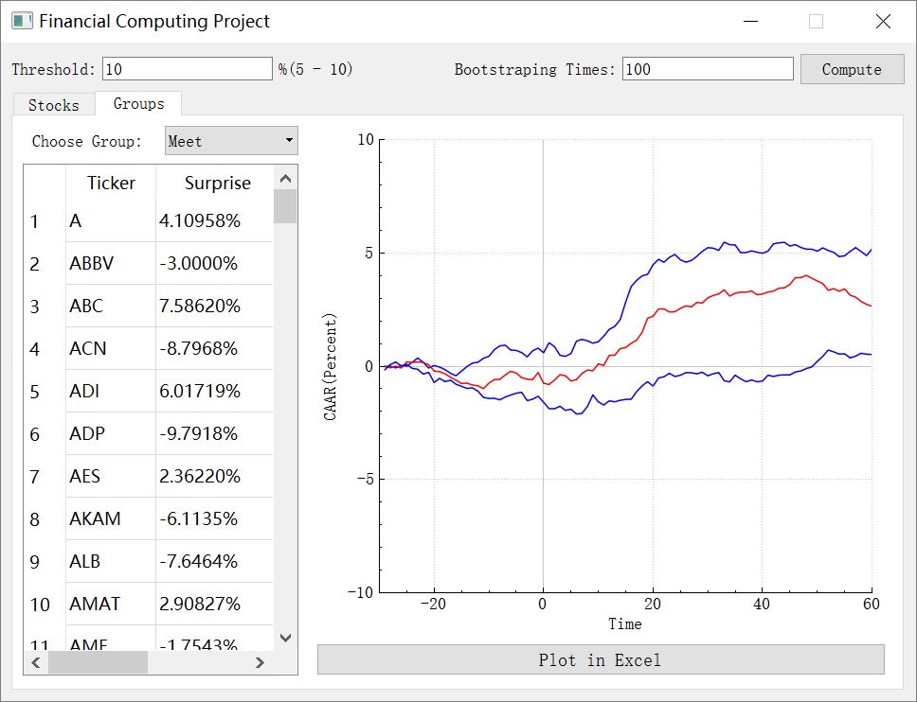 Financial Computing Project
Threshold: 10 %(5 - 10) Bootstraping Times: 100 Compute
Stocks Groups
Choose Group: Meet
Ticker Surprise
1 A 4.10958%
2 ABBV -3.0000%
3 ABC 7.58620%
4 ACN -8.7968%
5 ADI 6.01719%
6 ADP -9.7918%
7 AES 2.36220%
8 AKAM -6.1135%
9 ALB -7.6464%
10 AMAT 2.90827%
11 AME -1.7543%
CAAR(Percent)
10
5
0
-5
-10
-20 0 20 40 60
Time
Plot in Excel